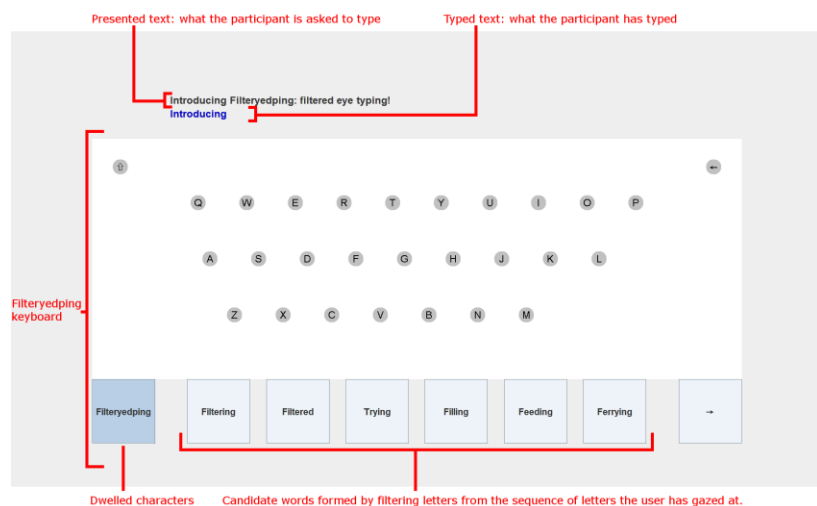 Presented text: what the participant is asked to type
Typed text: what the participant has typed
Introducing Filteryedping: filtered eye typing!
Introducing
⇧ ←
Q W E R T Y U I O P
A S D F G H J K L
Z X C V B N M
Filteryedping
keyboard
Filteryedping Filtering Filtered Trying Filling Feeding Ferrying →
Dwelled characters
Candidate words formed by filtering letters from the sequence of letters the user has gazed at.